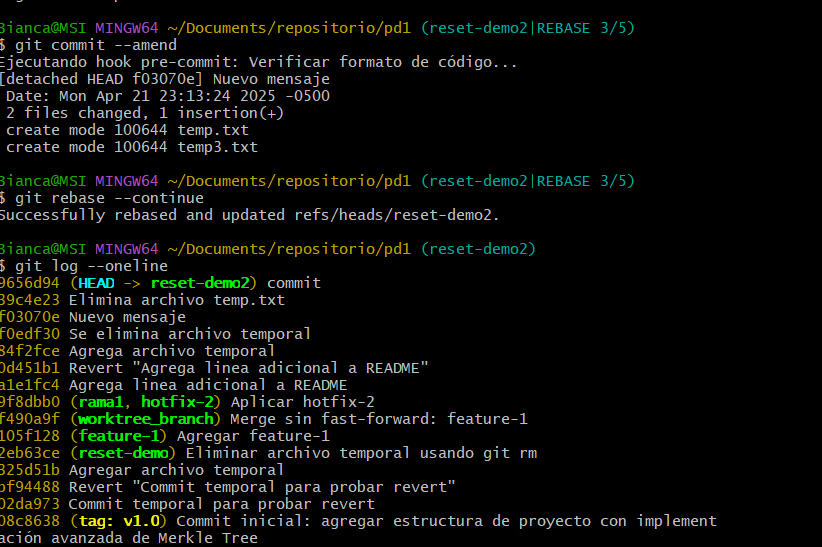 Bianca@MSI MINGW64 ~/Documents/repositorio/pd1 (reset-demo2|REBASE 3/5)
$ git commit --amend
Ejecutando hook pre-commit: Verificar formato de código...
[detached HEAD f03070e] Nuevo mensaje
 Date: Mon Apr 21 23:13:24 2025 -0500
 2 files changed, 1 insertion(+)
 create mode 100644 temp.txt
 create mode 100644 temp3.txt
Bianca@MSI MINGW64 ~/Documents/repositorio/pd1 (reset-demo2|REBASE 3/5)
$ git rebase --continue
Successfully rebased and updated refs/heads/reset-demo2.
Bianca@MSI MINGW64 ~/Documents/repositorio/pd1 (reset-demo2)
$ git log --oneline
9656d94 (HEAD -> reset-demo2) commit
39c4e23 Elimina archivo temp.txt
f03070e Nuevo mensaje
f0edf30 Se elimina archivo temporal
84f2fce Agrega archivo temporal
0d451b1 Revert "Agrega linea adicional a README"
a1e1fc4 Agrega linea adicional a README
9f8dbb0 (rama1, hotfix-2) Aplicar hotfix-2
f490a9f (worktree_branch) Merge sin fast-forward: feature-1
105f128 (feature-1) Agregar feature-1
2eb63ce (reset-demo) Eliminar archivo temporal usando git rm
325d51b Agregar archivo temporal
bf94488 Revert "Commit temporal para probar revert"
02da973 Commit temporal para probar revert
08c8638 (tag: v1.0) Commit inicial: agregar estructura de proyecto con implement
ación avanzada de Merkle Tree